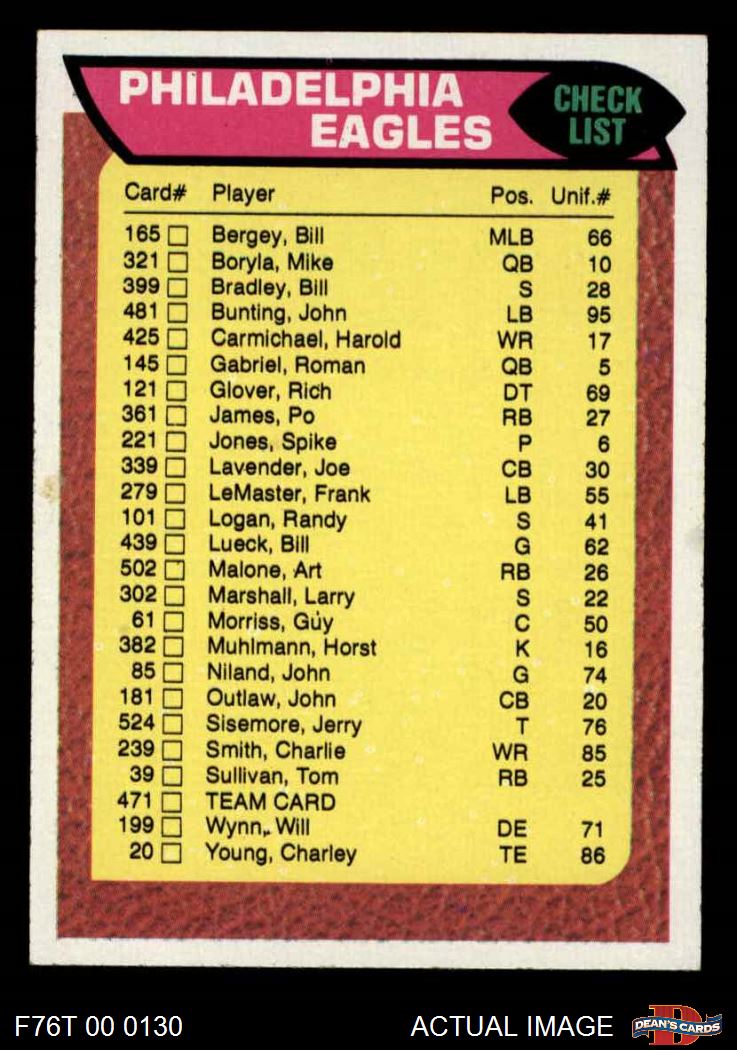 PHILADELPHIA
EAGLES
CHECK
LIST
Card# Player Pos. Unif.#
165 Bergey, Bill MLB 66
321 Boryla, Mike QB 10
399 Bradley, Bill S 28
481 Bunting, John LB 95
425 Carmichael, Harold WR 17
145 Gabriel, Roman QB 5
121 Glover, Rich DT 69
361 James, Po RB 27
221 Jones, Spike P 6
339 Lavender, Joe CB 30
279 LeMaster, Frank LB 55
101 Logan, Randy S 41
439 Lueck, Bill G 62
502 Malone, Art RB 26
302 Marshall, Larry S 22
61 Morriss, Guy C 50
382 Muhlmann, Horst K 16
85 Niland, John G 74
181 Outlaw, John CB 20
524 Sisemore, Jerry T 76
239 Smith, Charlie WR 85
39 Sullivan, Tom RB 25
471 TEAM CARD
199 Wynn, Will DE 71
20 Young, Charley TE 86
F76T 00 0130 ACTUAL IMAGE
D
DEAN'S CARDS